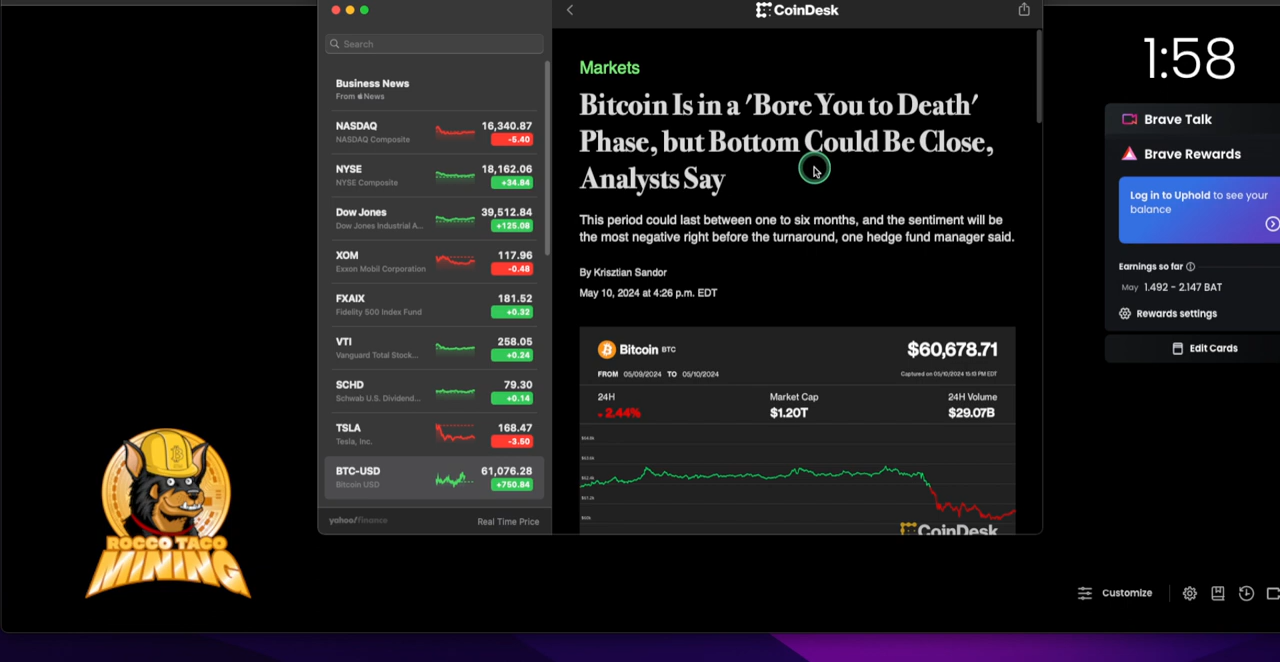 Search
Business News
From News
NASDAQ 16,340.87
NASDAQ Composite -5.40
NYSE 18,162.06
NYSE Composite +34.84
Dow Jones 39,512.84
Dow Jones Industrial A... +125.08
XOM 117.96
Exxon Mobil Corporation -0.48
FXAIX 181.52
Fidelity 500 Index Fund +0.32
VTI 258.05
Vanguard Total Stock... +0.24
SCHD 79.30
Schwab U.S. Dividend... +0.14
TSLA 168.47
Tesla, Inc. -3.50
BTC-USD 61,076.28
Bitcoin USD +750.84
yahoo/finance Real Time Price
CoinDesk
Markets
Bitcoin Is in a 'Bore You to Death'
Phase, but Bottom Could Be Close,
Analysts Say
This period could last between one to six months, and the sentiment will be
the most negative right before the turnaround, one hedge fund manager said.
By Krisztian Sandor
May 10, 2024 at 4:26 p.m. EDT
Bitcoin BTC $60,678.71
FROM 05/09/2024 TO 05/10/2024
24H Market Cap 24H Volume
2.44% $1.20T $29.07B
CoinDesk
1:58
Brave Talk
Brave Rewards
Log in to Uphold to see your
balance
Earnings so far
May 1.492 - 2.147 BAT
Rewards settings
Edit Cards
Customize
ROCCO TACO
MINING